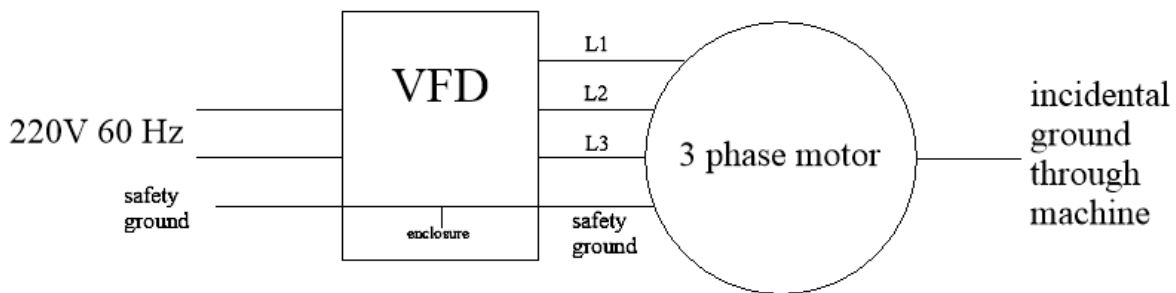 VFD
220V 60 Hz
L1
L2
L3
safety
ground
enclosure
safety
ground
3 phase motor
incidental
ground
through
machine